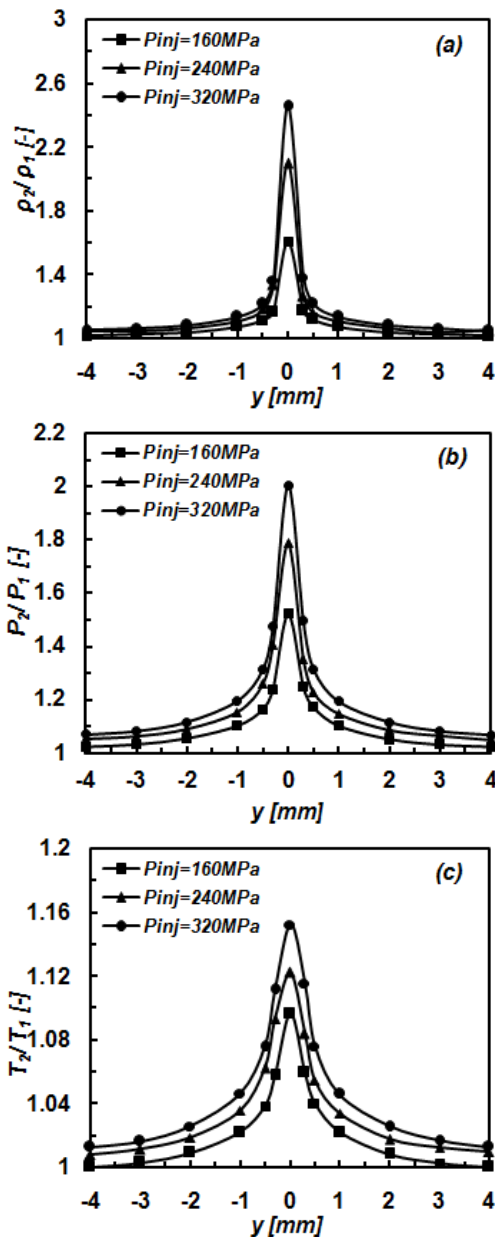 3
(a)
Pinj=160MPa
Pinj=240MPa
Pinj=320MPa
2.6
2.2
ρ2/ρ1 [-]
1.8
1.4
1
-4 -3 -2 -1 0 1 2 3 4
y [mm]
2.2
(b)
Pinj=160MPa
Pinj=240MPa
Pinj=320MPa
2
1.8
P2/P1 [-]
1.6
1.4
1.2
1
-4 -3 -2 -1 0 1 2 3 4
y [mm]
1.2
(c)
Pinj=160MPa
Pinj=240MPa
Pinj=320MPa
1.16
1.12
T2/T1 [-]
1.08
1.04
1
-4 -3 -2 -1 0 1 2 3 4
y [mm]